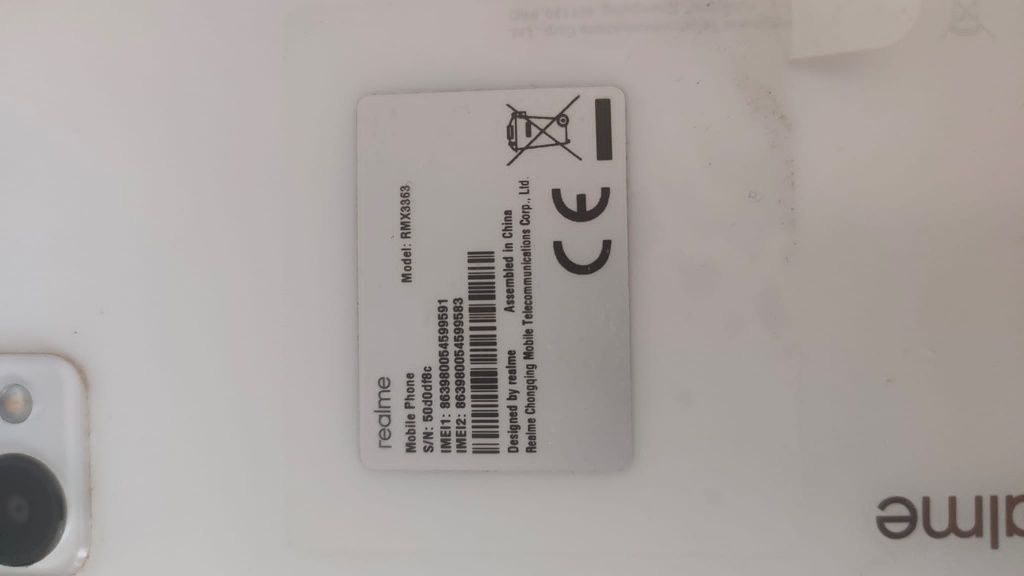 realme
Mobile Phone Model: RMX3363
S/N: 50d0df8c
IMEI1: 863980054599591
IMEI2: 863980054599583
Designed by realme Assembled in China
Realme Chongqing Mobile Telecommunications Corp., Ltd.
CE